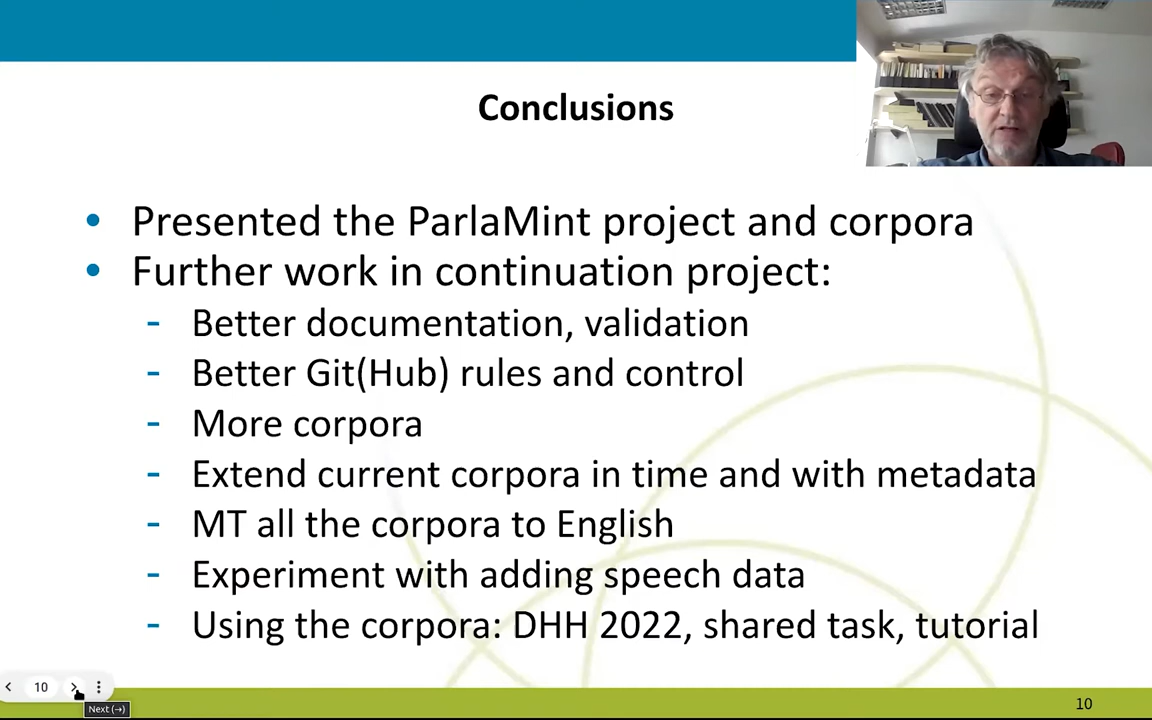 Conclusions
• Presented the ParlaMint project and corpora
• Further work in continuation project:
- Better documentation, validation
- Better Git(Hub) rules and control
- More corpora
- Extend current corpora in time and with metadata
- MT all the corpora to English
- Experiment with adding speech data
- Using the corpora: DHH 2022, shared task, tutorial
10
Next (→)
10